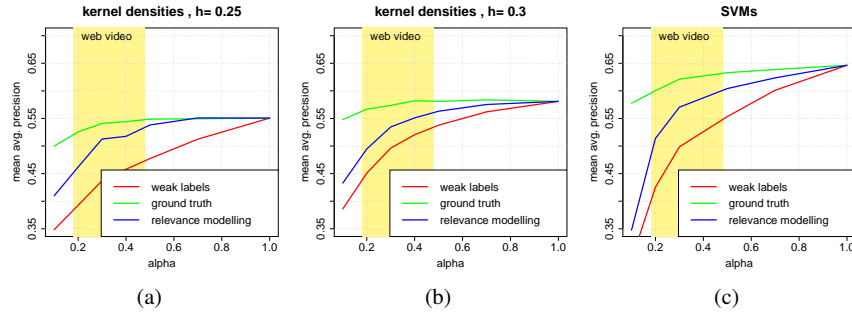 kernel densities , h= 0.25
web video
mean avg. precision
0.65
0.55
0.45
0.35
weak labels
ground truth
relevance modelling
0.2 0.4 0.6 0.8 1.0
alpha
(a)
kernel densities , h= 0.3
web video
mean avg. precision
0.65
0.55
0.45
0.35
weak labels
ground truth
relevance modelling
0.2 0.4 0.6 0.8 1.0
alpha
(b)
SVMs
web video
mean avg. precision
0.65
0.55
0.45
0.35
weak labels
ground truth
relevance modelling
0.2 0.4 0.6 0.8 1.0
alpha
(c)